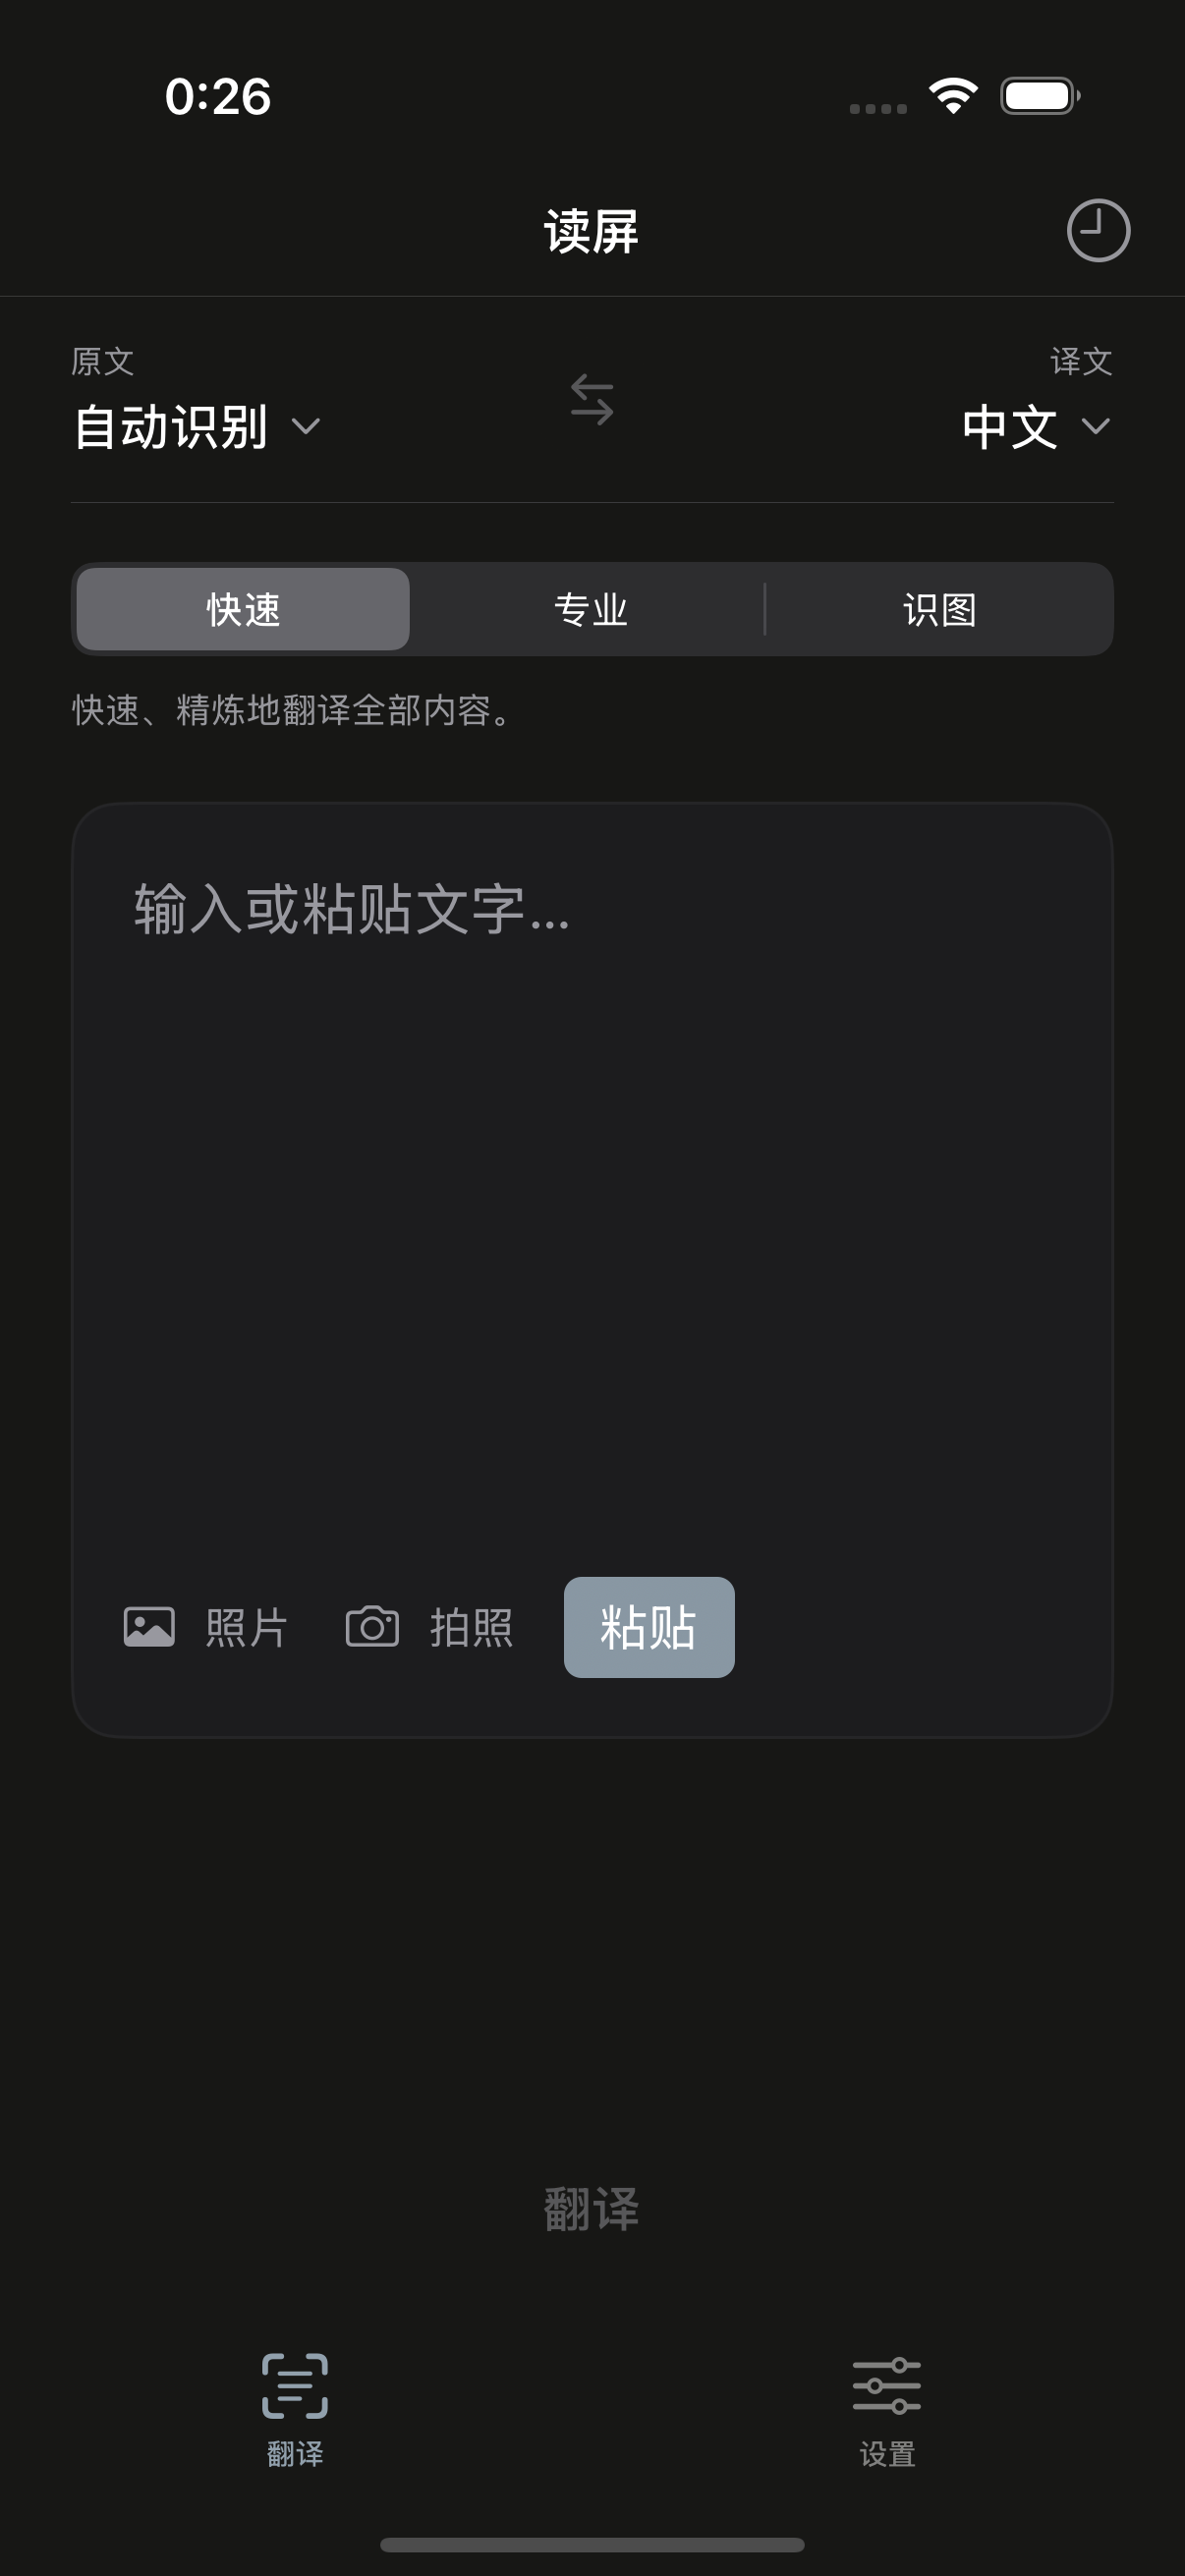 0:26
读屏
原文
译文
自动识别
中文
快速
专业
识图
快速、精炼地翻译全部内容。
输入或粘贴文字...
照片
拍照
粘贴
翻译
翻译
设置